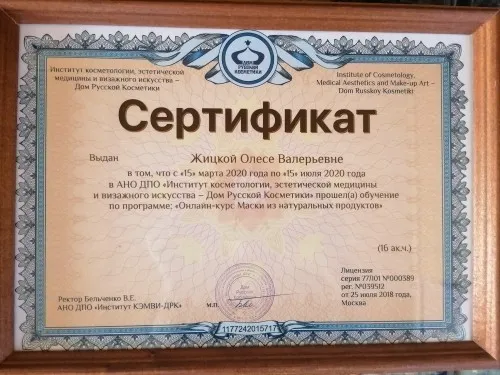 ДОМ
РУССКОЙ
КОСМЕТИКИ
Институт косметологии, эстетической
медицины и визажного искусства –
Дом Русской Косметики
Institute of Cosmetology,
Medical Aesthetics and Make-up Art –
Dom Russkoy Kosmetiki
Сертификат
Выдан Жицкой Олесе Валерьевне
в том, что с «15» марта 2020 года по «15» июля 2020 года
в АНО ДПО «Институт косметологии, эстетической медицины
и визажного искусства – Дом Русской Косметики» прошел(а) обучение
по программе: «Онлайн-курс Маски из натуральных продуктов»
(16 ак.ч.)
Лицензия
серия 77Л01 №000389
рег. №039512
от 25 июля 2018 года,
Москва
Ректор Бельченко В.Е.
АНО ДПО «Институт КЭМВИ-ДРК»
М.П.
1177242015717